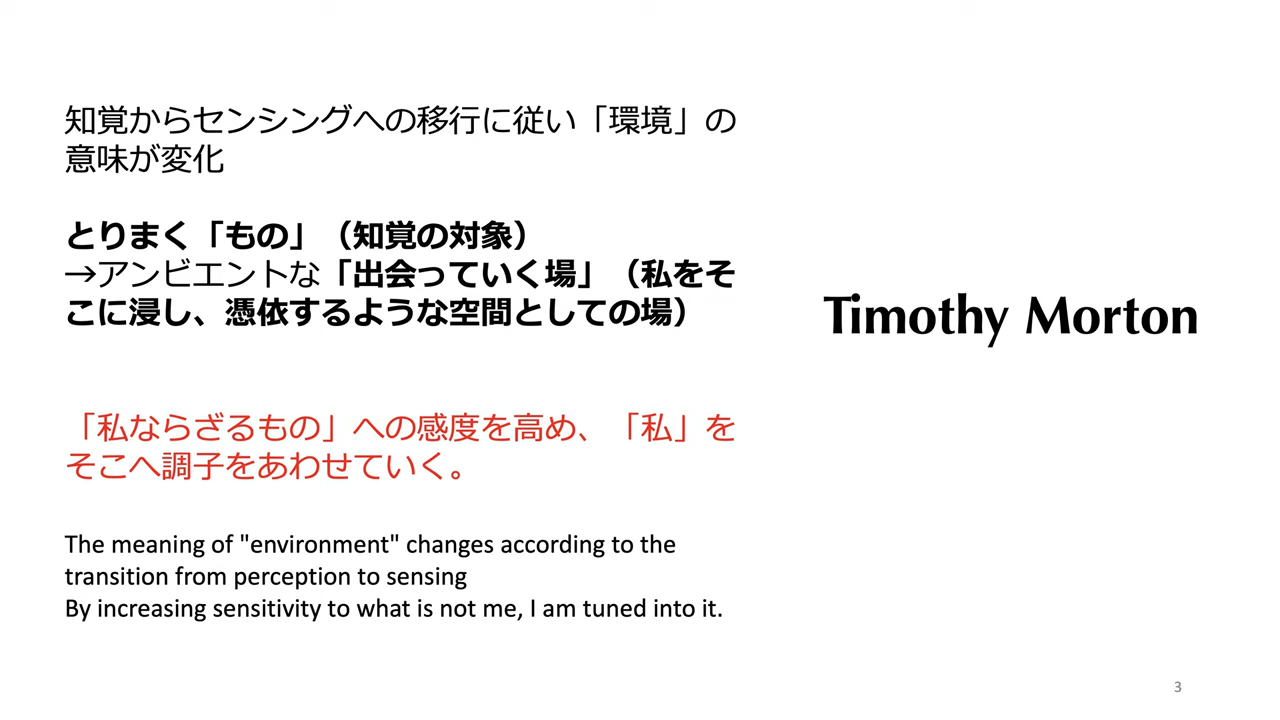 知覚からセンシングへの移行に従い「環境」の
意味が変化
とりまく「もの」（知覚の対象）
→アンビエントな「出会っていく場」（私をそ
こに浸し、憑依するような空間としての場）
「私ならざるもの」への感度を高め、「私」を
そこへ調子をあわせていく。
The meaning of "environment" changes according to the
transition from perception to sensing
By increasing sensitivity to what is not me, I am tuned into it.
Timothy Morton
3